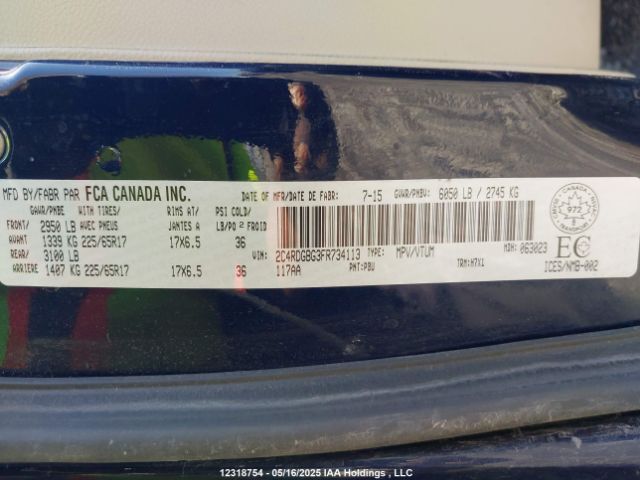 MFD BY/FABR PAR FCA CANADA INC. DATE OF MFR/DATE DE FABR: 7-15 GVWR/PNBV: 6050 LB / 2745 KG
GAWR/PNBE WITH TIRES/ RIMS AT/ PSI COLD/
FRONT/ 2950 LB AVEC PNEUS JANTES A LB/PO 2 FROID
AVANT 1339 KG 225/65R17 17X6.5 36
REAR/ 3100 LB VIN: 2C4RDGBG3FR734113 TYPE: MPV/VTUM MDH: 063023
ARRIERE 1407 KG 225/65R17 17X6.5 36 117AA PNT: PBU TRM: H7X1
CANADA
972
TRANSPORT
EC
ICES/NMB-002
12318754 - 05/16/2025 IAA Holdings , LLC